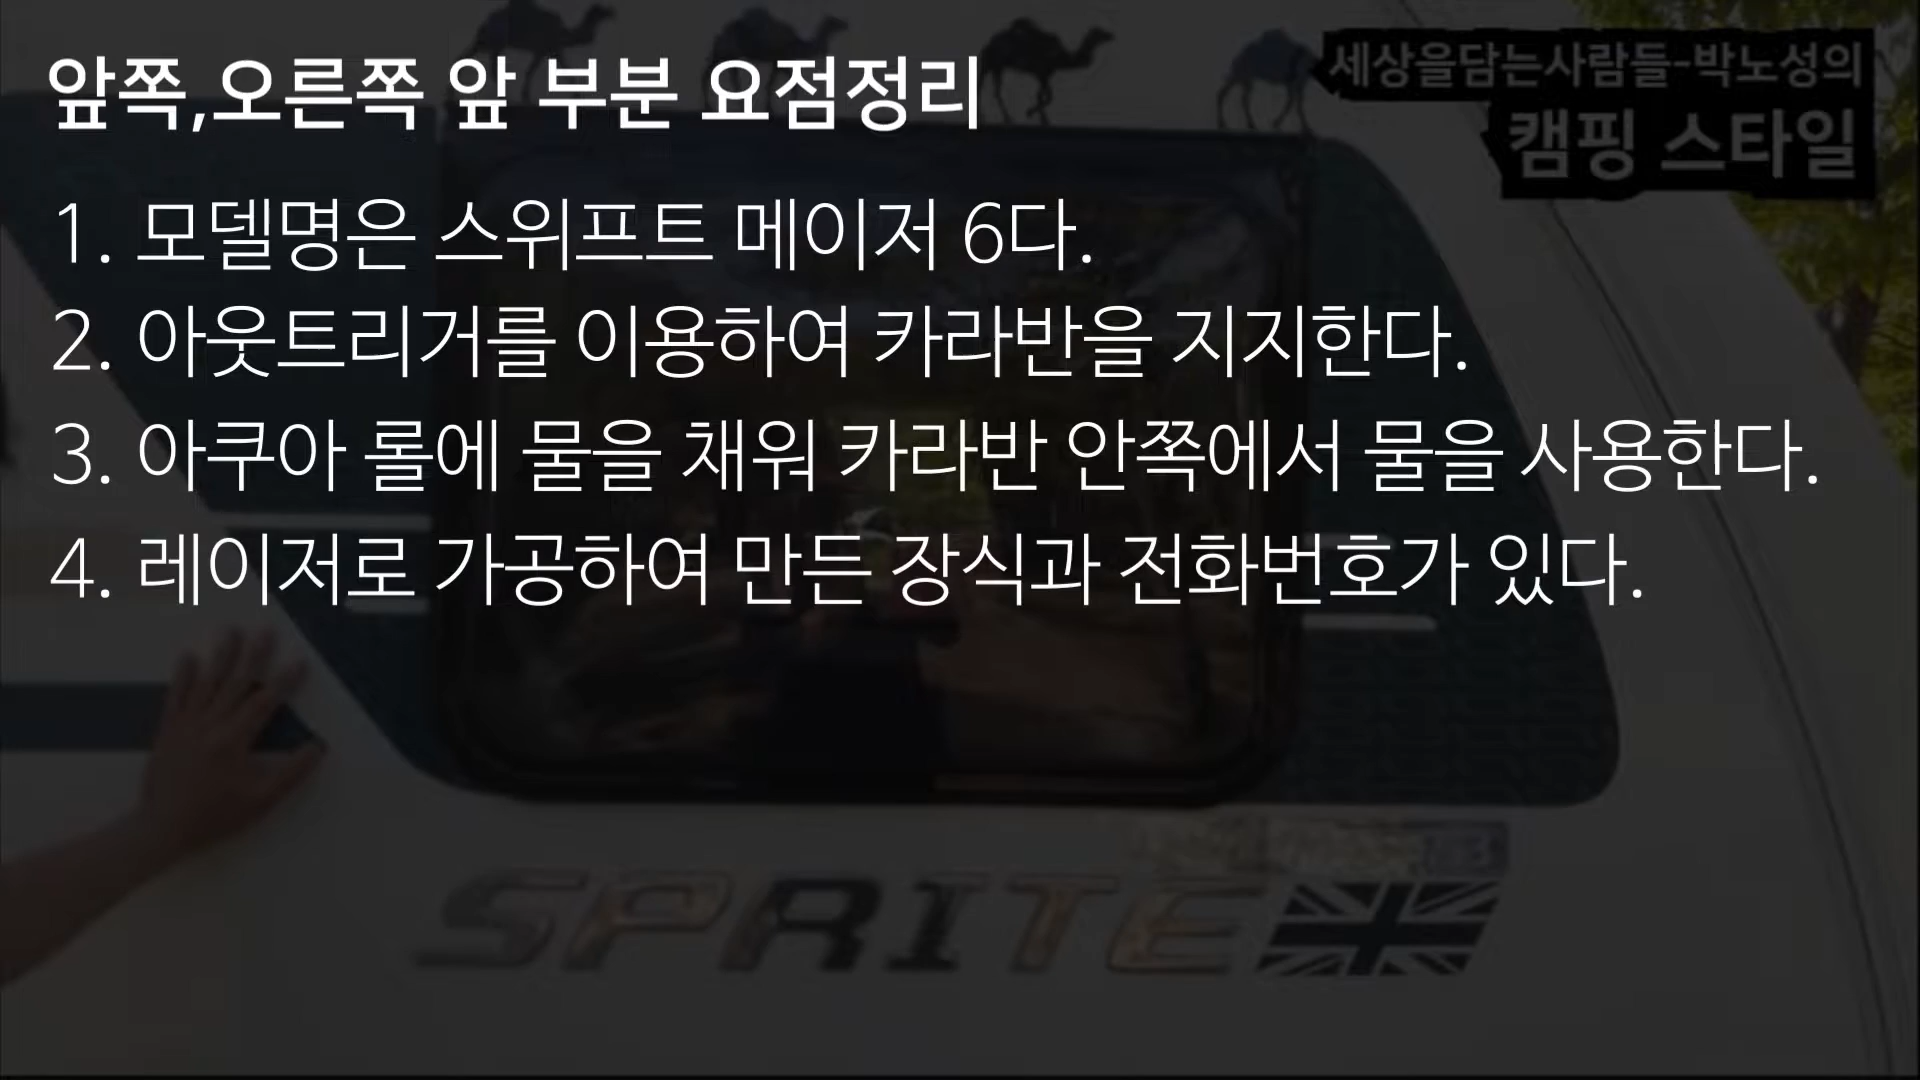 앞쪽,오른쪽 앞 부분 요점정리
세상을담는사람들-박노성의
캠핑 스타일
1. 모델명은 스위프트 메이저 6다.
2. 아웃트리거를 이용하여 카라반을 지지한다.
3. 아쿠아 롤에 물을 채워 카라반 안쪽에서 물을 사용한다.
4. 레이저로 가공하여 만든 장식과 전화번호가 있다.
SPRITE